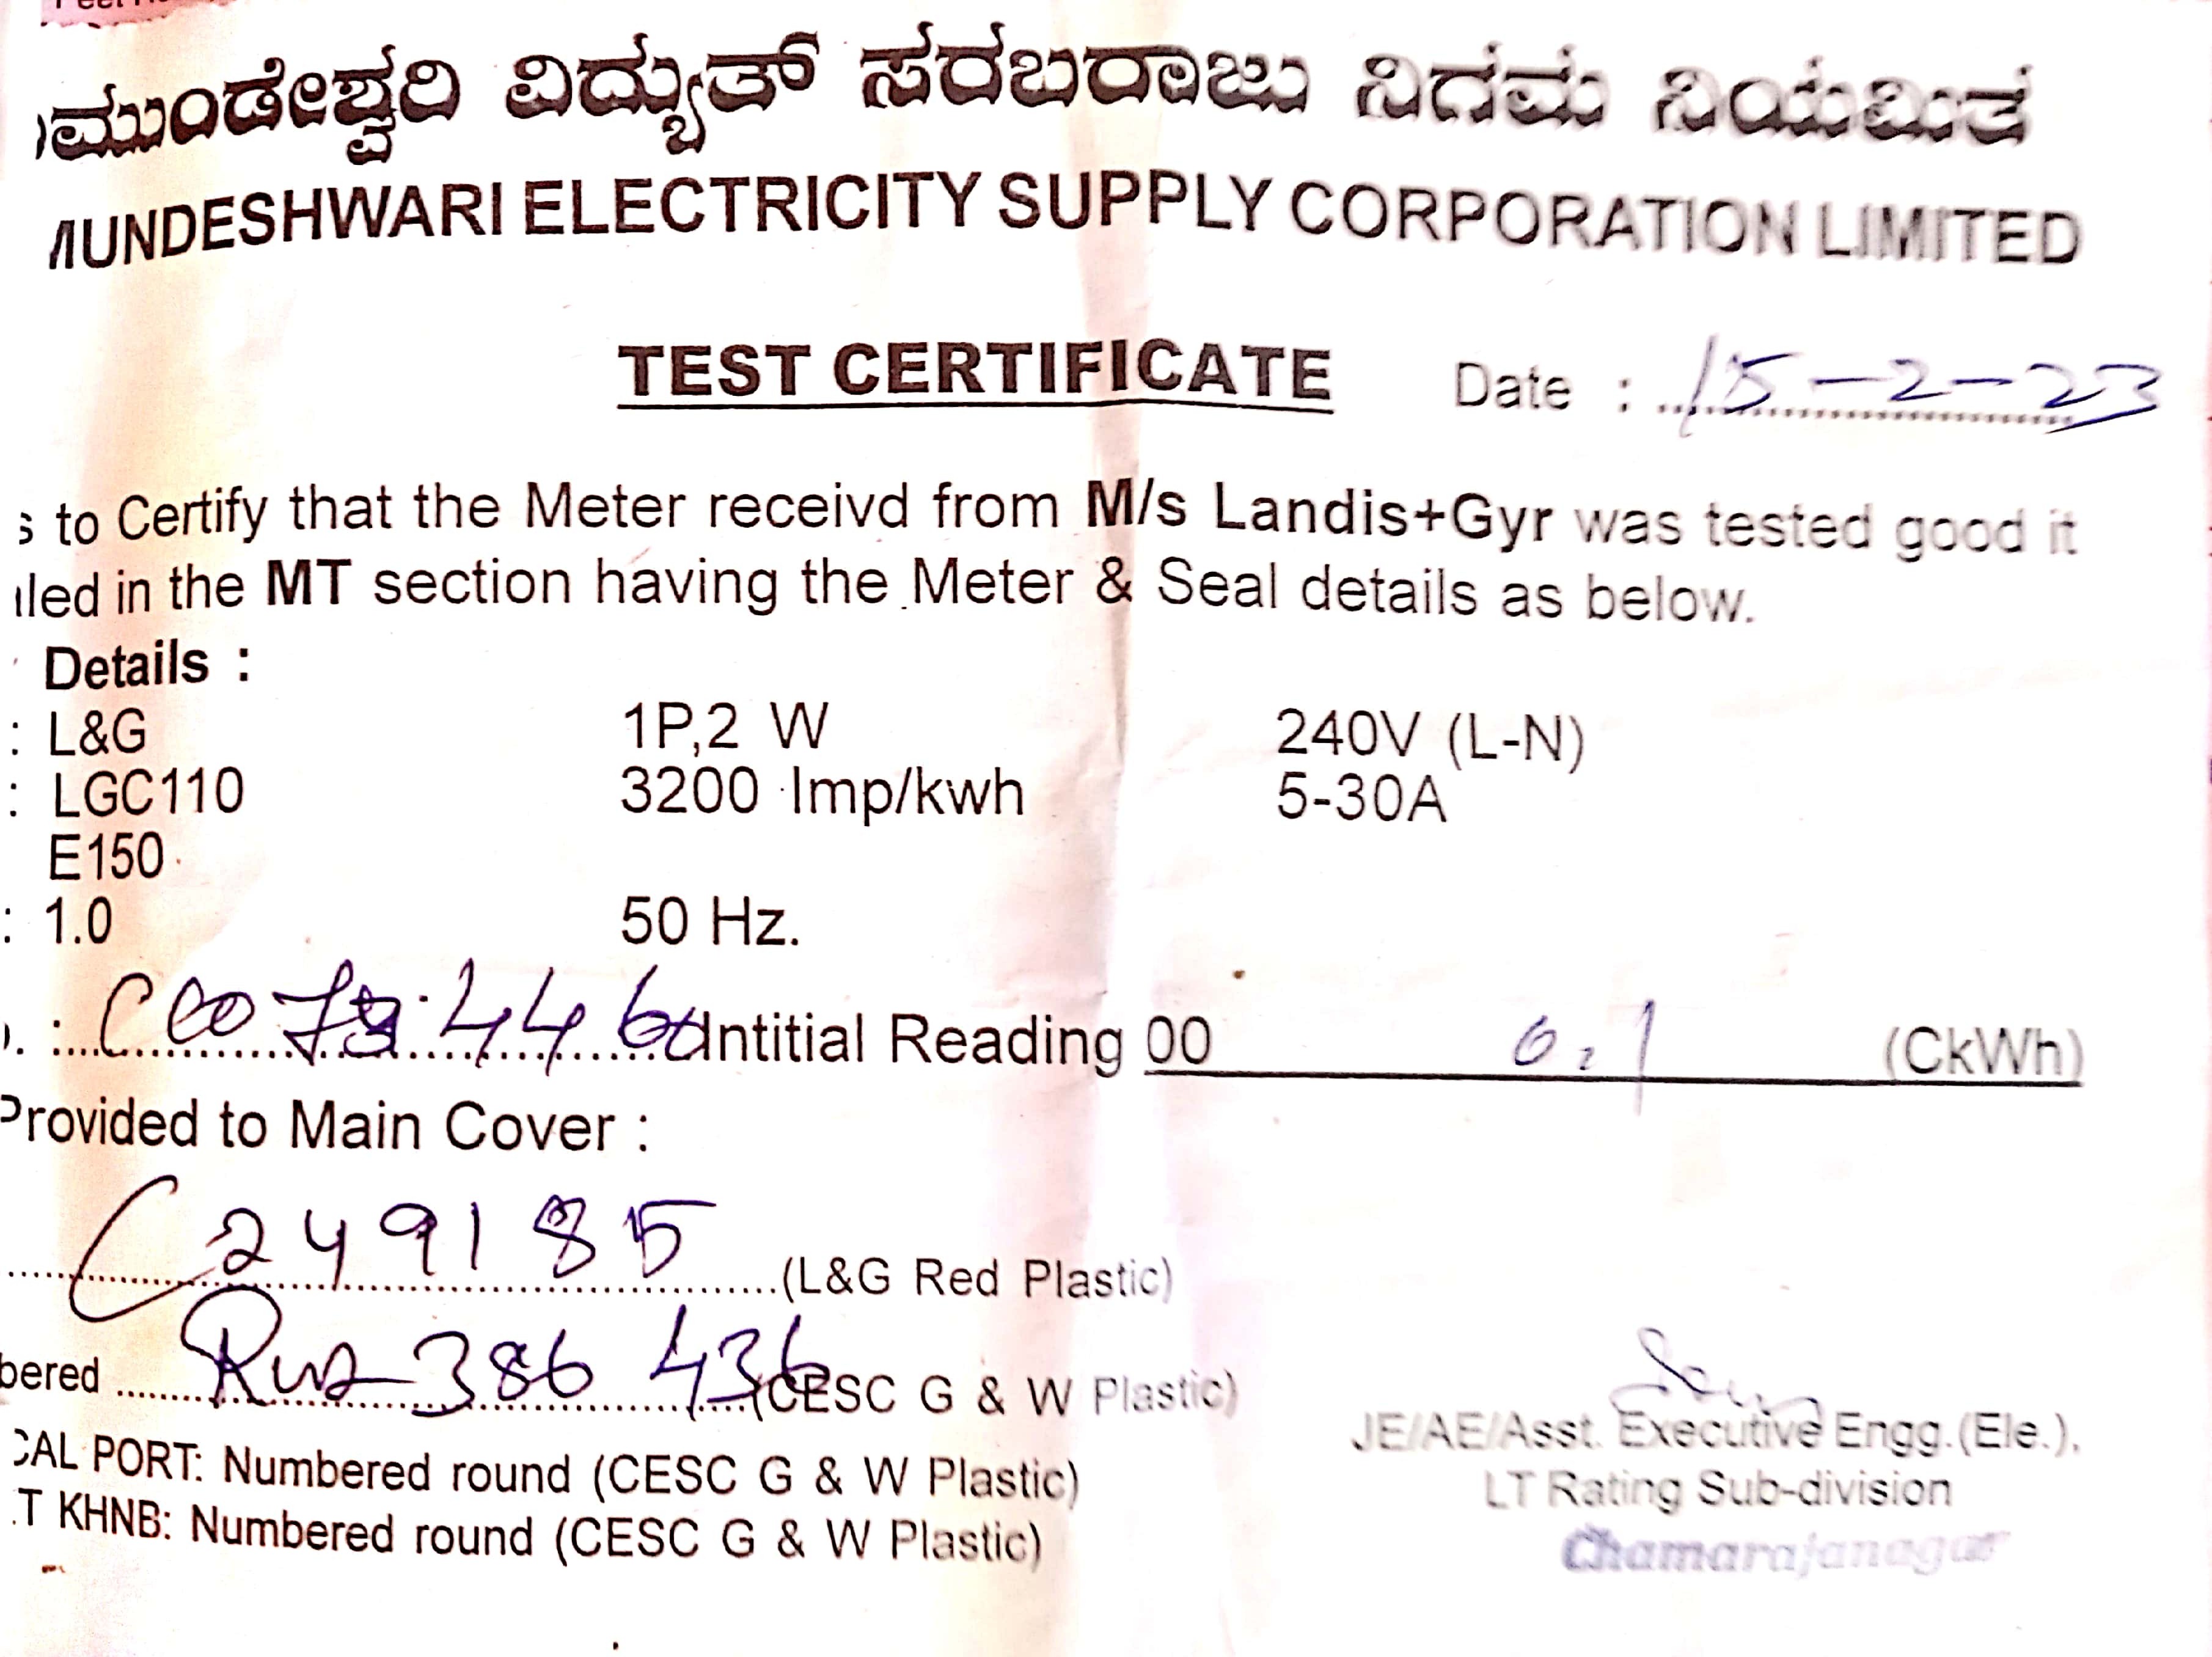 ಮುಂಡೇಶ್ವರಿ ವಿದ್ಯುತ್ ಸರಬರಾಜು ನಿಗಮ ನಿಯಮಿತ
MUNDESHWARI ELECTRICITY SUPPLY CORPORATION LIMITED
TEST CERTIFICATE Date : 15-2-23
s to Certify that the Meter receivd from M/s Landis+Gyr was tested good it
led in the MT section having the Meter & Seal details as below.
Details :
: L&G 1P,2 W 240V (L-N)
: LGC110 3200 Imp/kwh 5-30A
E150
: 1.0 50 Hz.
. : Intitial Reading 00 0.1 (CkWh)
Provided to Main Cover :
C249185 (L&G Red Plastic)
bered 386 436 (CESC G & W Plastic)
CAL PORT: Numbered round (CESC G & W Plastic)
T KHNB: Numbered round (CESC G & W Plastic)
JE/AE/Asst. Executive Engg.(Ele.),
LT Rating Sub-division
Chamarajanagar